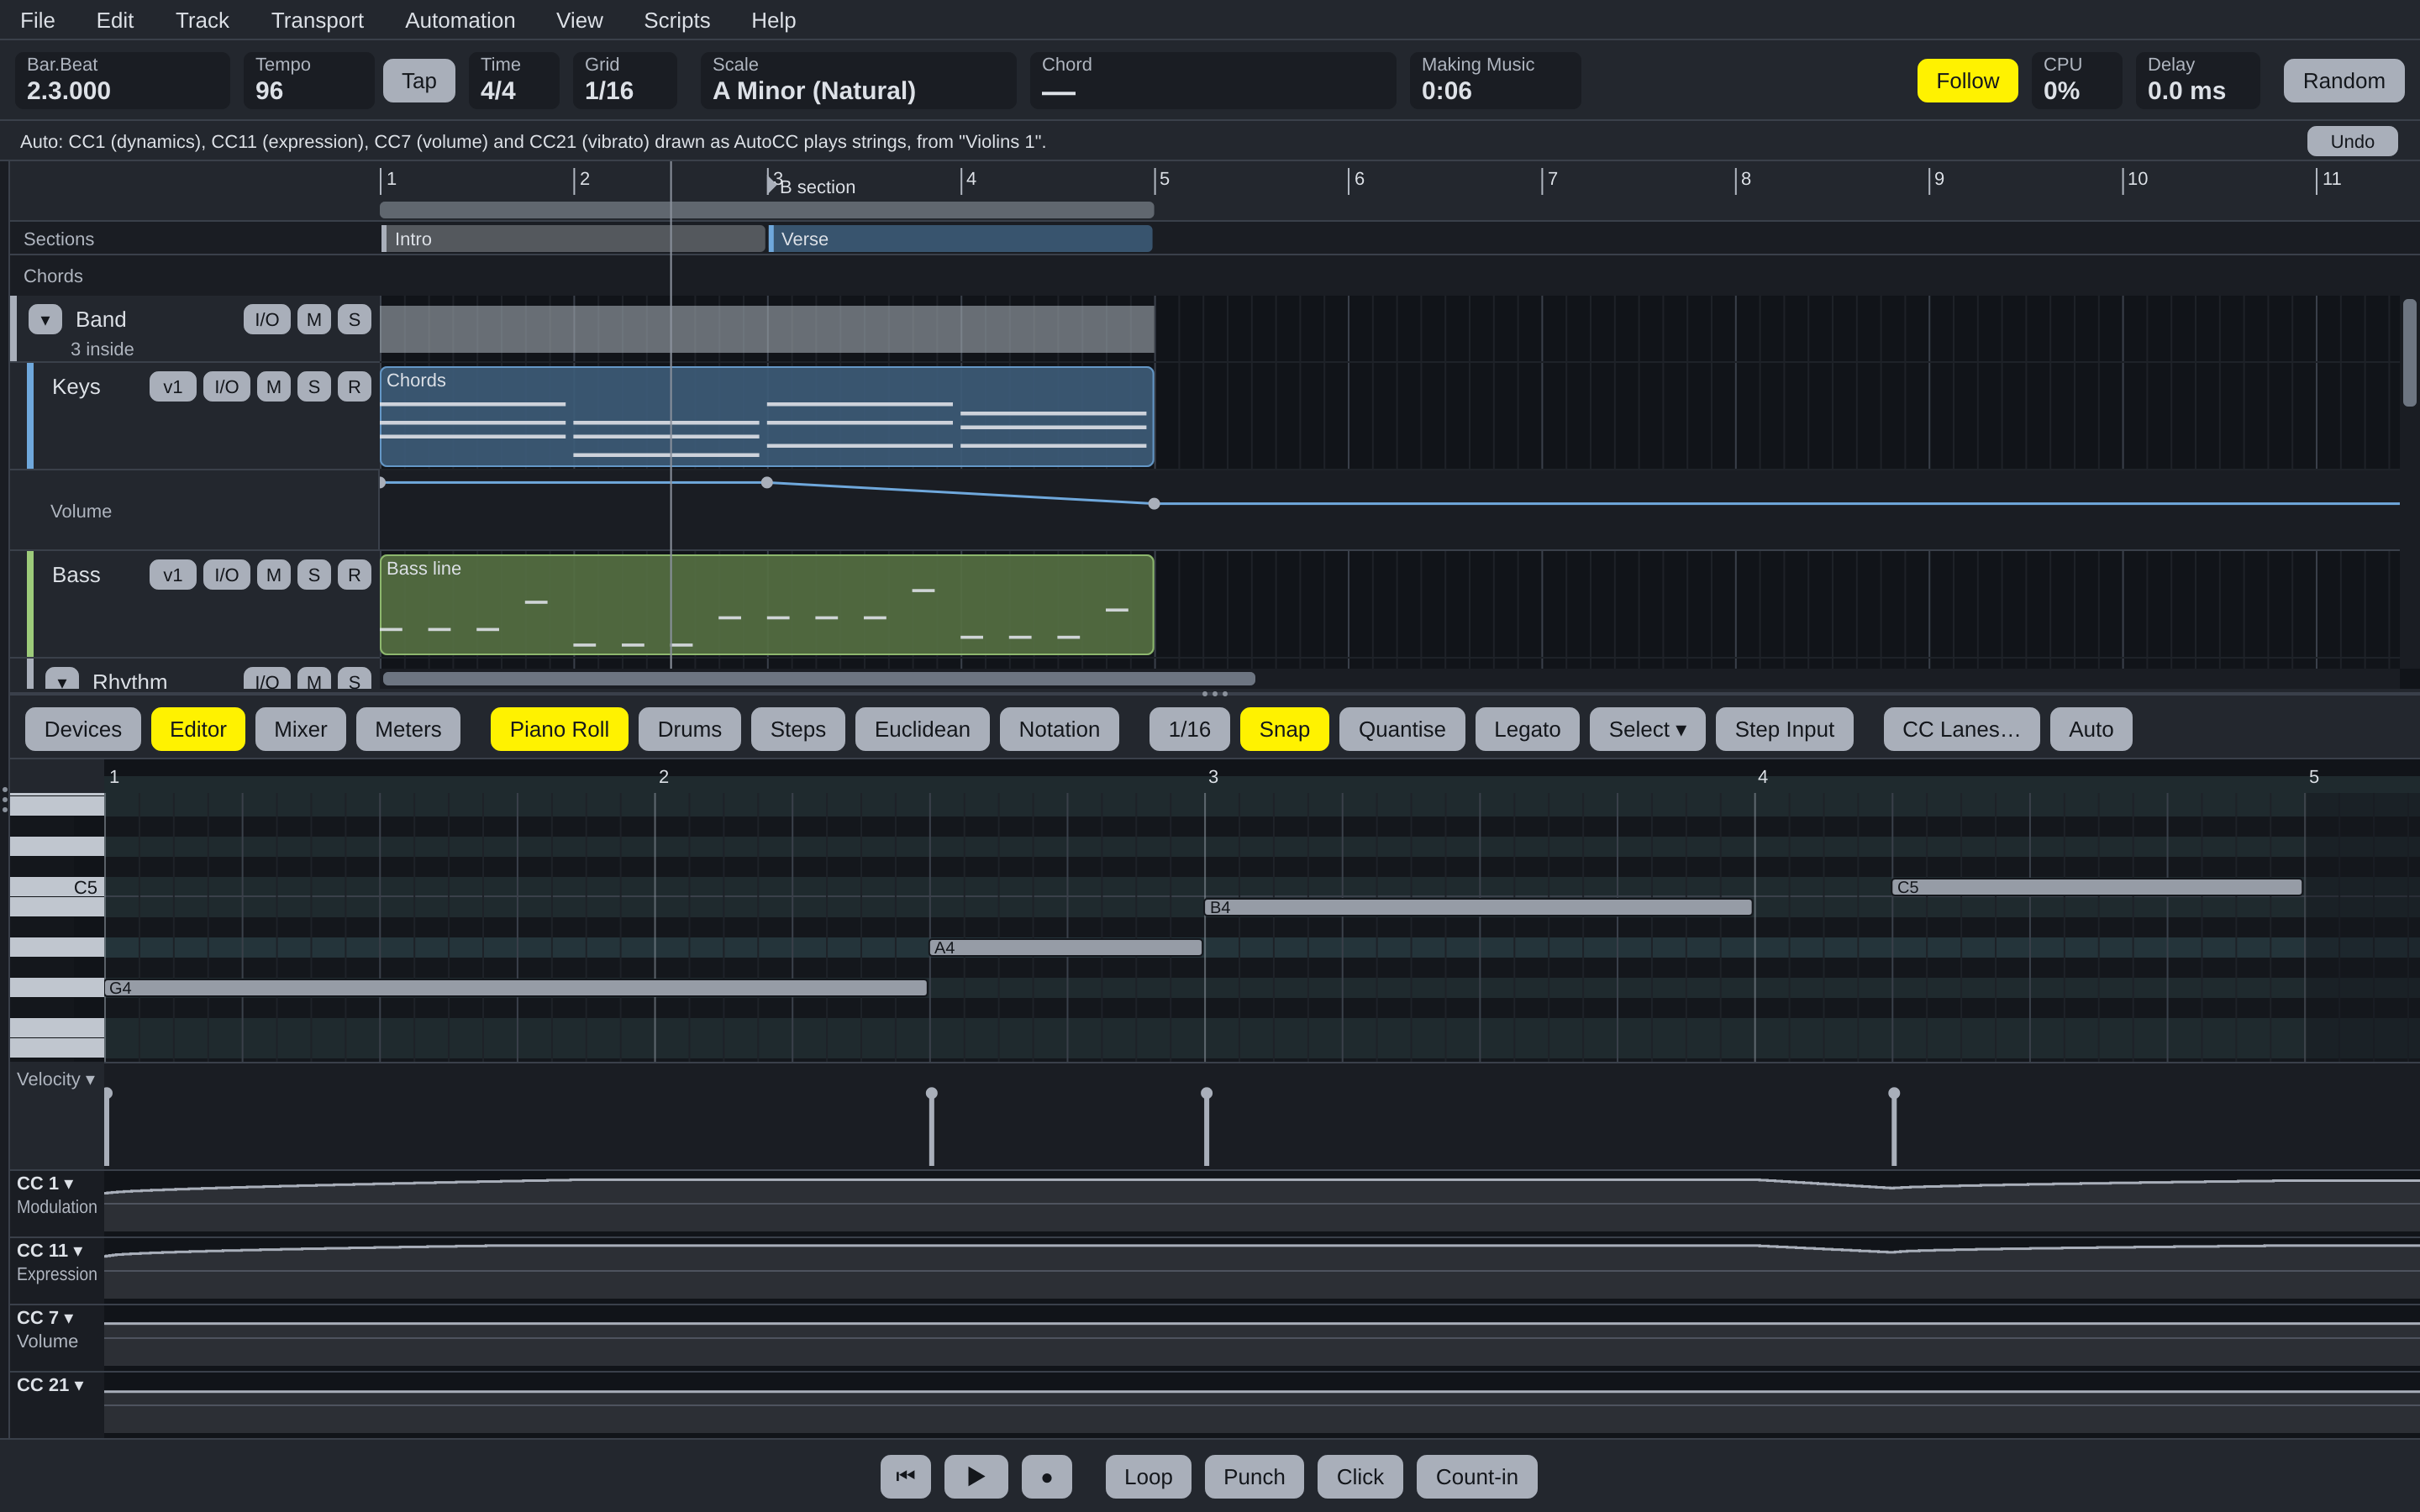 File Edit Track Transport Automation View Scripts Help
Bar.Beat Tempo Time Grid Scale Chord Making Music CPU Delay
2.3.000 96 Tap 4/4 1/16 A Minor (Natural) — 0:06 Follow 0% 0.0 ms Random
Auto: CC1 (dynamics), CC11 (expression), CC7 (volume) and CC21 (vibrato) drawn as AutoCC plays strings, from "Violins 1". Undo
1 2 3 B section 4 5 6 7 8 9 10 11
Sections Intro Verse
Chords
▾ Band I/O M S
3 inside
Keys v1 I/O M S R Chords
Volume
Bass v1 I/O M S R Bass line
▾ Rhythm I/O M S
Devices Editor Mixer Meters Piano Roll Drums Steps Euclidean Notation 1/16 Snap Quantise Legato Select ▾ Step Input CC Lanes… Auto
1 2 3 4 5
C5 C5
B4
A4
G4
Velocity ▾
CC 1 ▾
Modulation
CC 11 ▾
Expression
CC 7 ▾
Volume
CC 21 ▾
Loop Punch Click Count-in